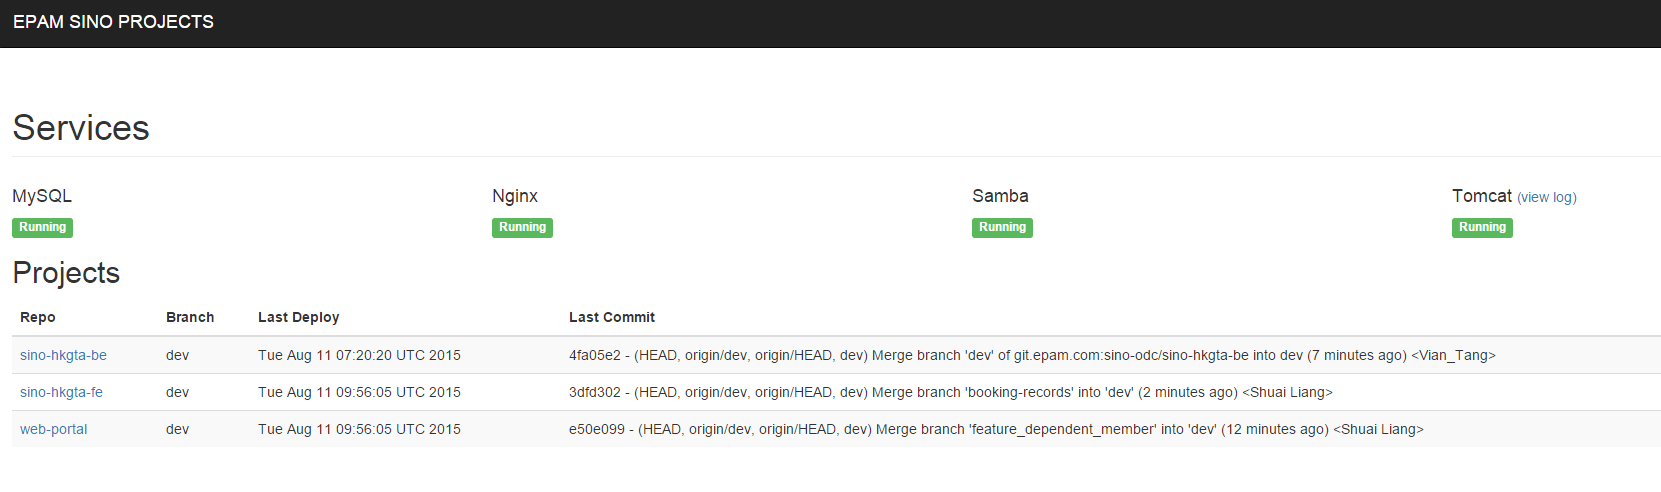 EPAM SINO PROJECTS
Services
MySQL Nginx Samba Tomcat (view log)
Running Running Running Running
Projects
Repo Branch Last Deploy Last Commit
sino-hkgta-be dev Tue Aug 11 07:20:20 UTC 2015 4fa05e2 - (HEAD, origin/dev, origin/HEAD, dev) Merge branch 'dev' of git.epam.com:sino-odc/sino-hkgta-be into dev (7 minutes ago) <Vian_Tang>
sino-hkgta-fe dev Tue Aug 11 09:56:05 UTC 2015 3dfd302 - (HEAD, origin/dev, origin/HEAD, dev) Merge branch 'booking-records' into 'dev' (2 minutes ago) <Shuai Liang>
web-portal dev Tue Aug 11 09:56:05 UTC 2015 e50e099 - (HEAD, origin/dev, origin/HEAD, dev) Merge branch 'feature_dependent_member' into 'dev' (12 minutes ago) <Shuai Liang>